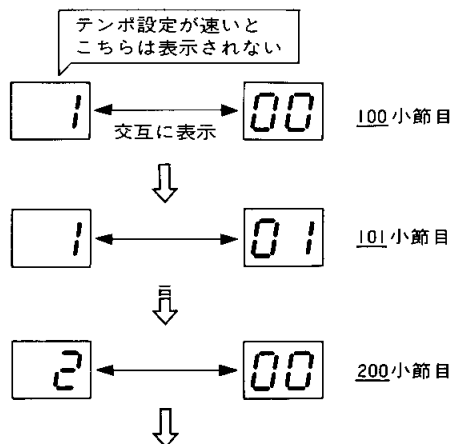 テンポ設定が速いと
こちらは表示されない
1 00 100小節目
交互に表示
1 01 101小節目
2 00 200小節目